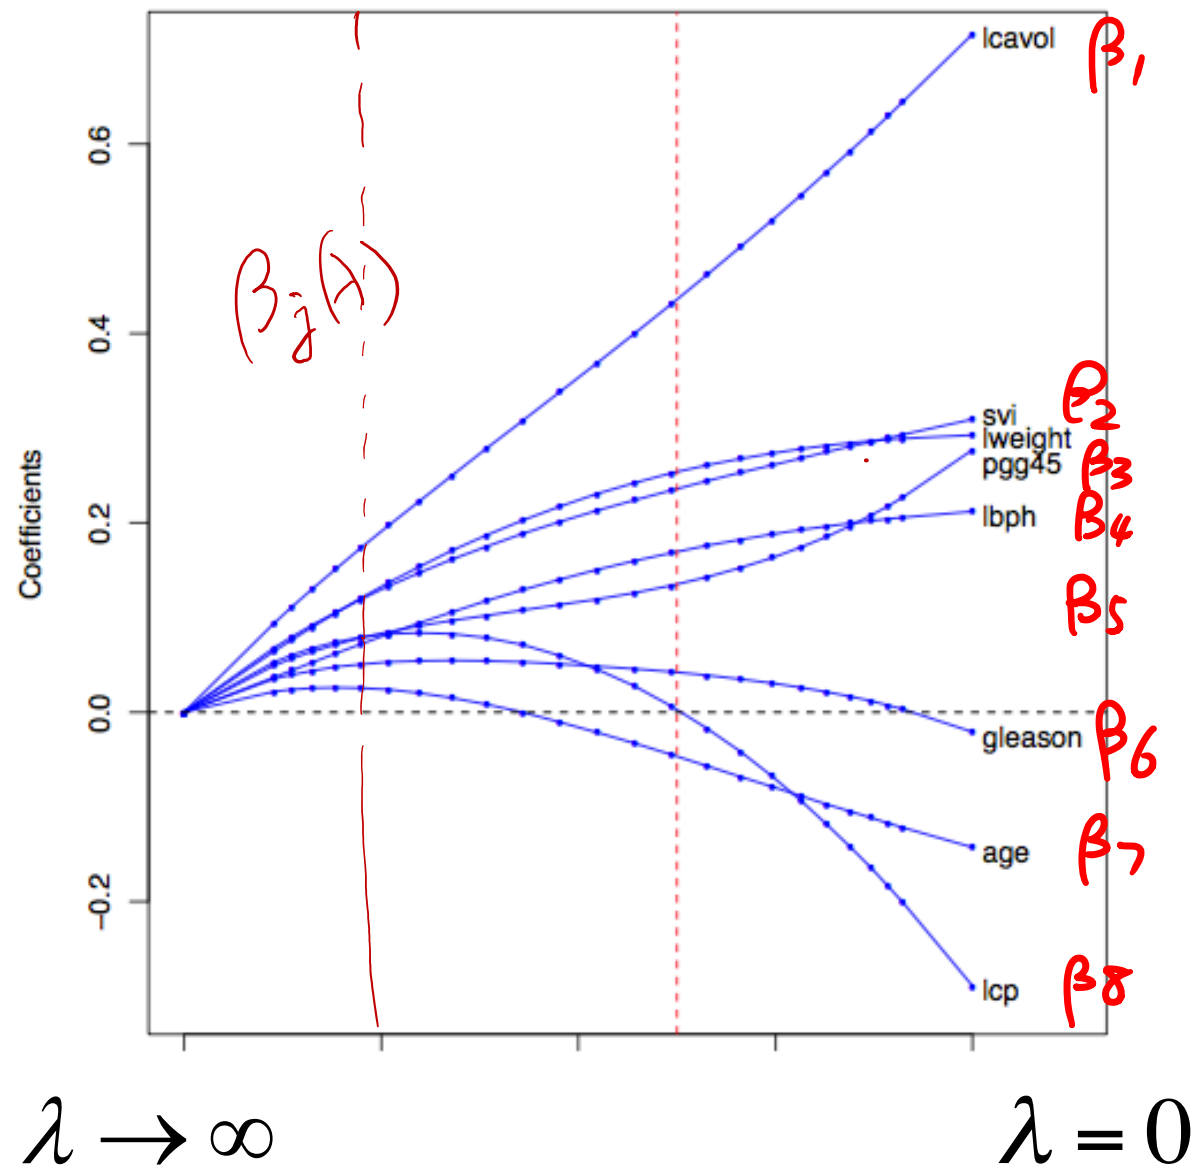 lcavol β₁
0.6
βⱼ(λ)
0.4
svi β₂
lweight
pgg45 β₃
Coefficients
0.2
lbph β₄
β₅
0.0
gleason β₆
age β₇
-0.2
lcp β₈
λ → ∞
λ = 0